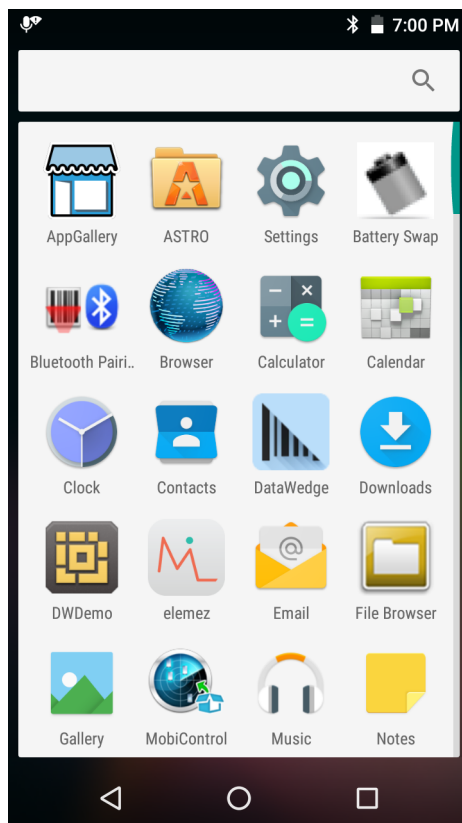 7:00 PM
AppGallery
ASTRO
Settings
Battery Swap
Bluetooth Pairi..
Browser
Calculator
Calendar
Clock
Contacts
DataWedge
Downloads
DWDemo
elemez
Email
File Browser
Gallery
MobiControl
Music
Notes